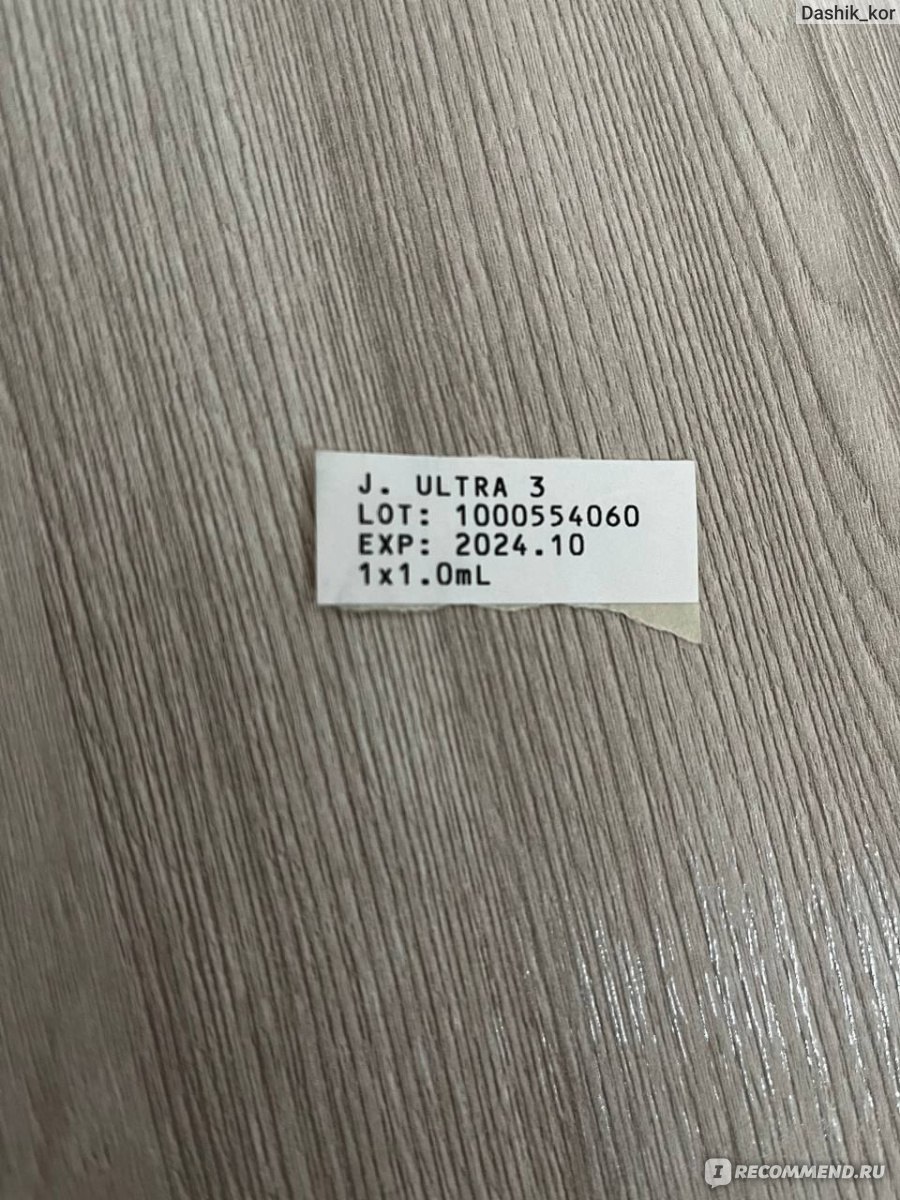 Dashik_kor
J. ULTRA 3
LOT: 1000554060
EXP: 2024.10
1x1.0mL
I RECOMMEND.RU